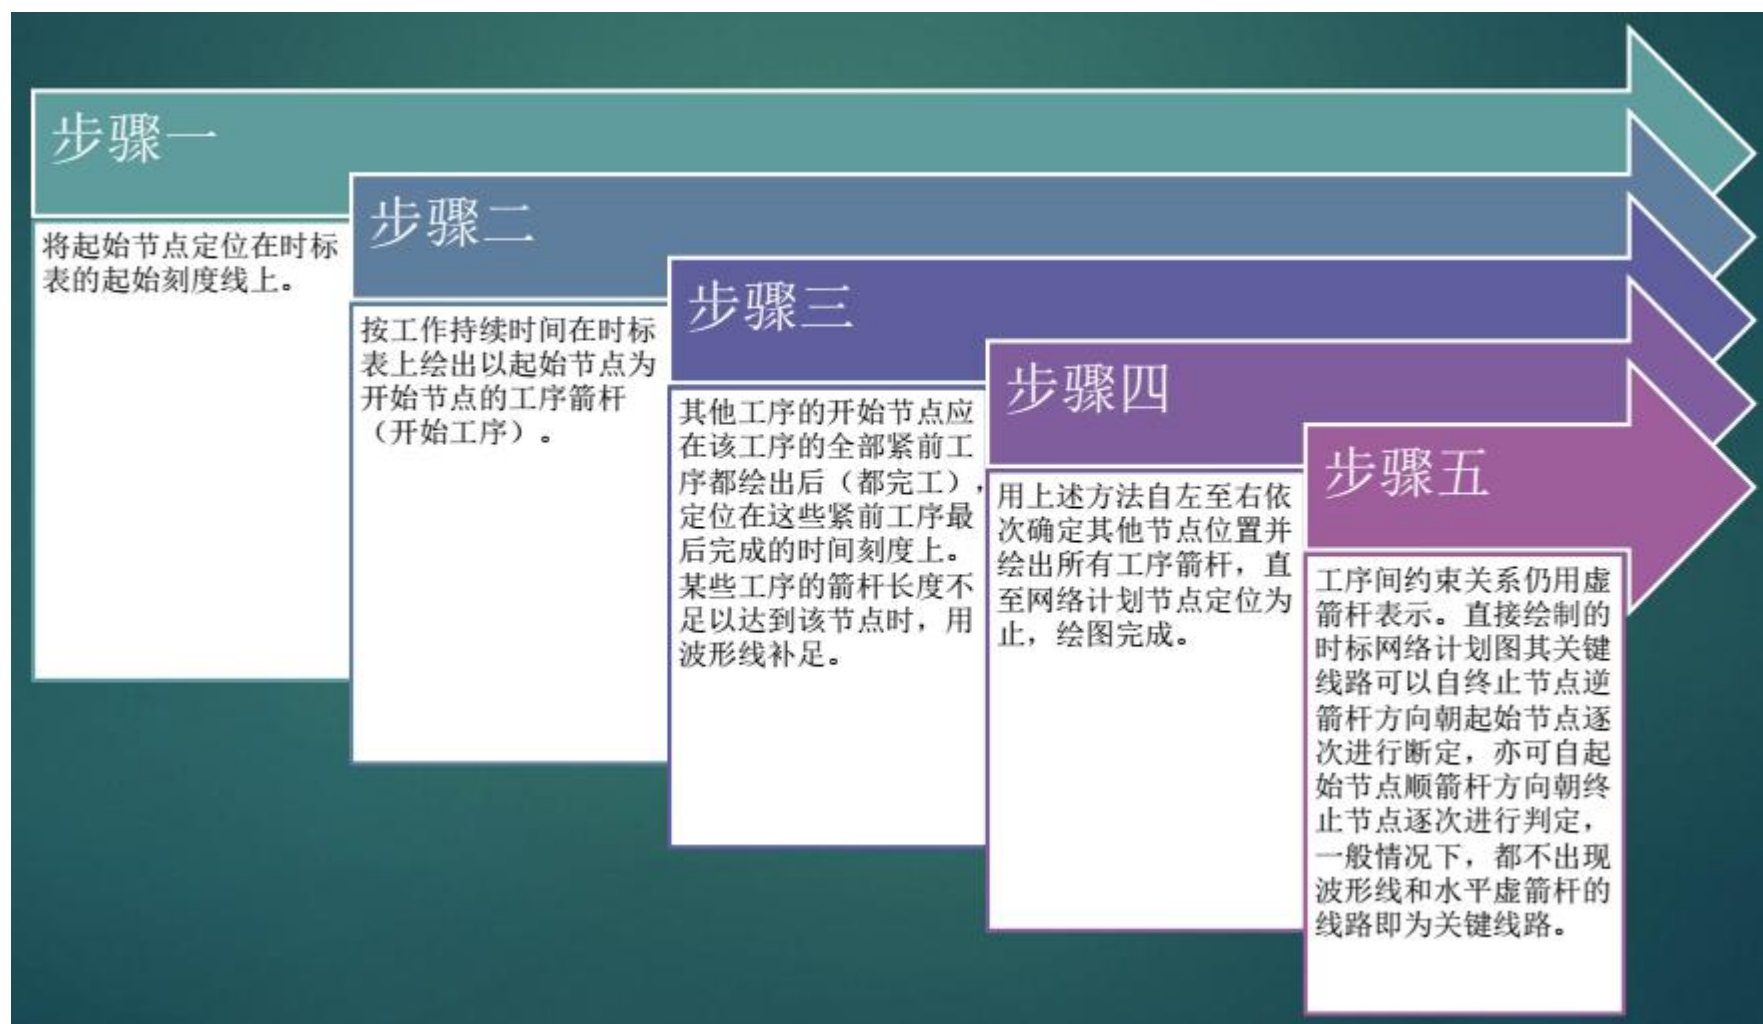 步骤一
将起始节点定位在时标
表的起始刻度线上。
步骤二
按工作持续时间在时标
表上绘出以起始节点为
开始节点的工序箭杆
（开始工序）。
步骤三
其他工序的开始节点应
在该工序的全部紧前工
序都绘出后（都完工），
定位在这些紧前工序最
后完成的时间刻度上。
某些工序的箭杆长度不
足以达到该节点时，用
波形线补足。
步骤四
用上述方法自左至右依
次确定其他节点位置并
绘出所有工序箭杆，直
至网络计划节点定位为
止，绘图完成。
步骤五
工序间约束关系仍用虚
箭杆表示。直接绘制的
时标网络计划图其关键
线路可以自终止节点逆
箭杆方向朝起始节点逐
次进行断定，亦可自起
始节点顺箭杆方向朝终
止节点逐次进行判定，
一般情况下，都不出现
波形线和水平虚箭杆的
线路即为关键线路。